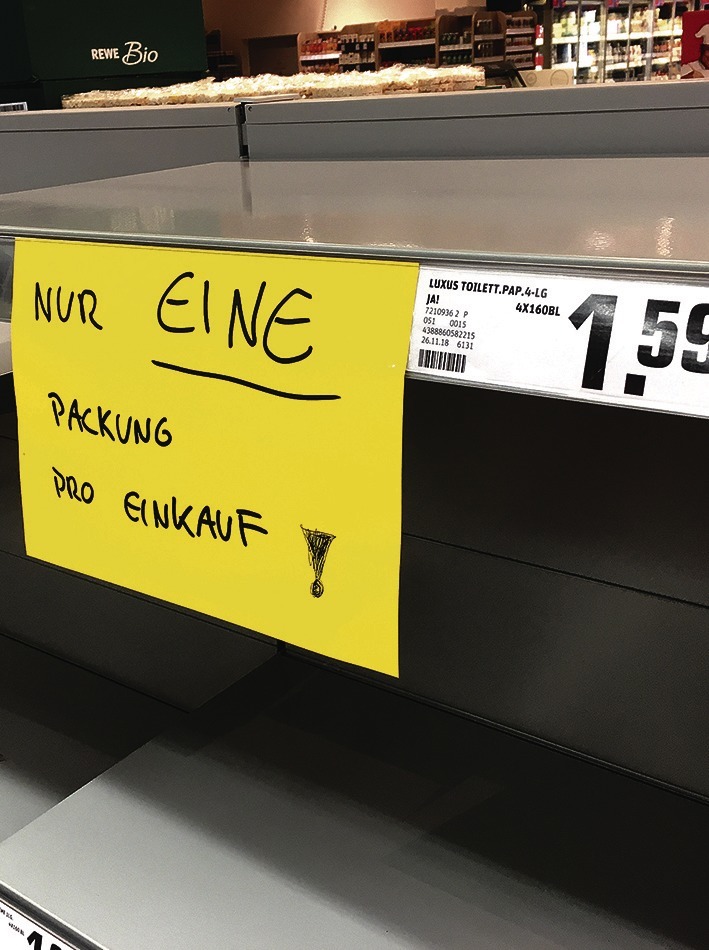 REWE Bio
NUR EINE
PACKUNG
PRO EINKAUF !
LUXUS TOILETT.PAP.4-LG
JA! 4X160BL
7210936 2 P
051 0015
4388860582215
26.11.18 6131
1.59